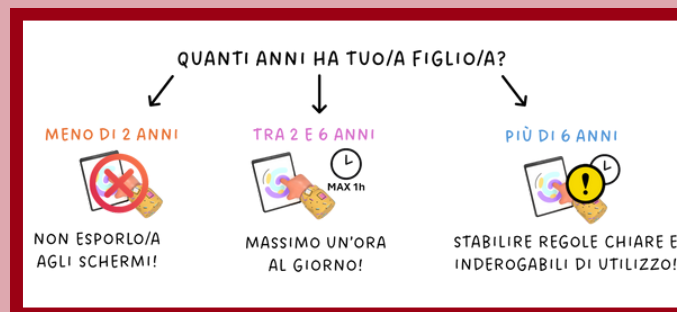 QUANTI ANNI HA TUO/A FIGLIO/A?
MENO DI 2 ANNI
TRA 2 E 6 ANNI
PIÙ DI 6 ANNI
MAX 1h
NON ESPORLO/A
AGLI SCHERMI!
MASSIMO UN'ORA
AL GIORNO!
STABILIRE REGOLE CHIARE E
INDEROGABILI DI UTILIZZO!